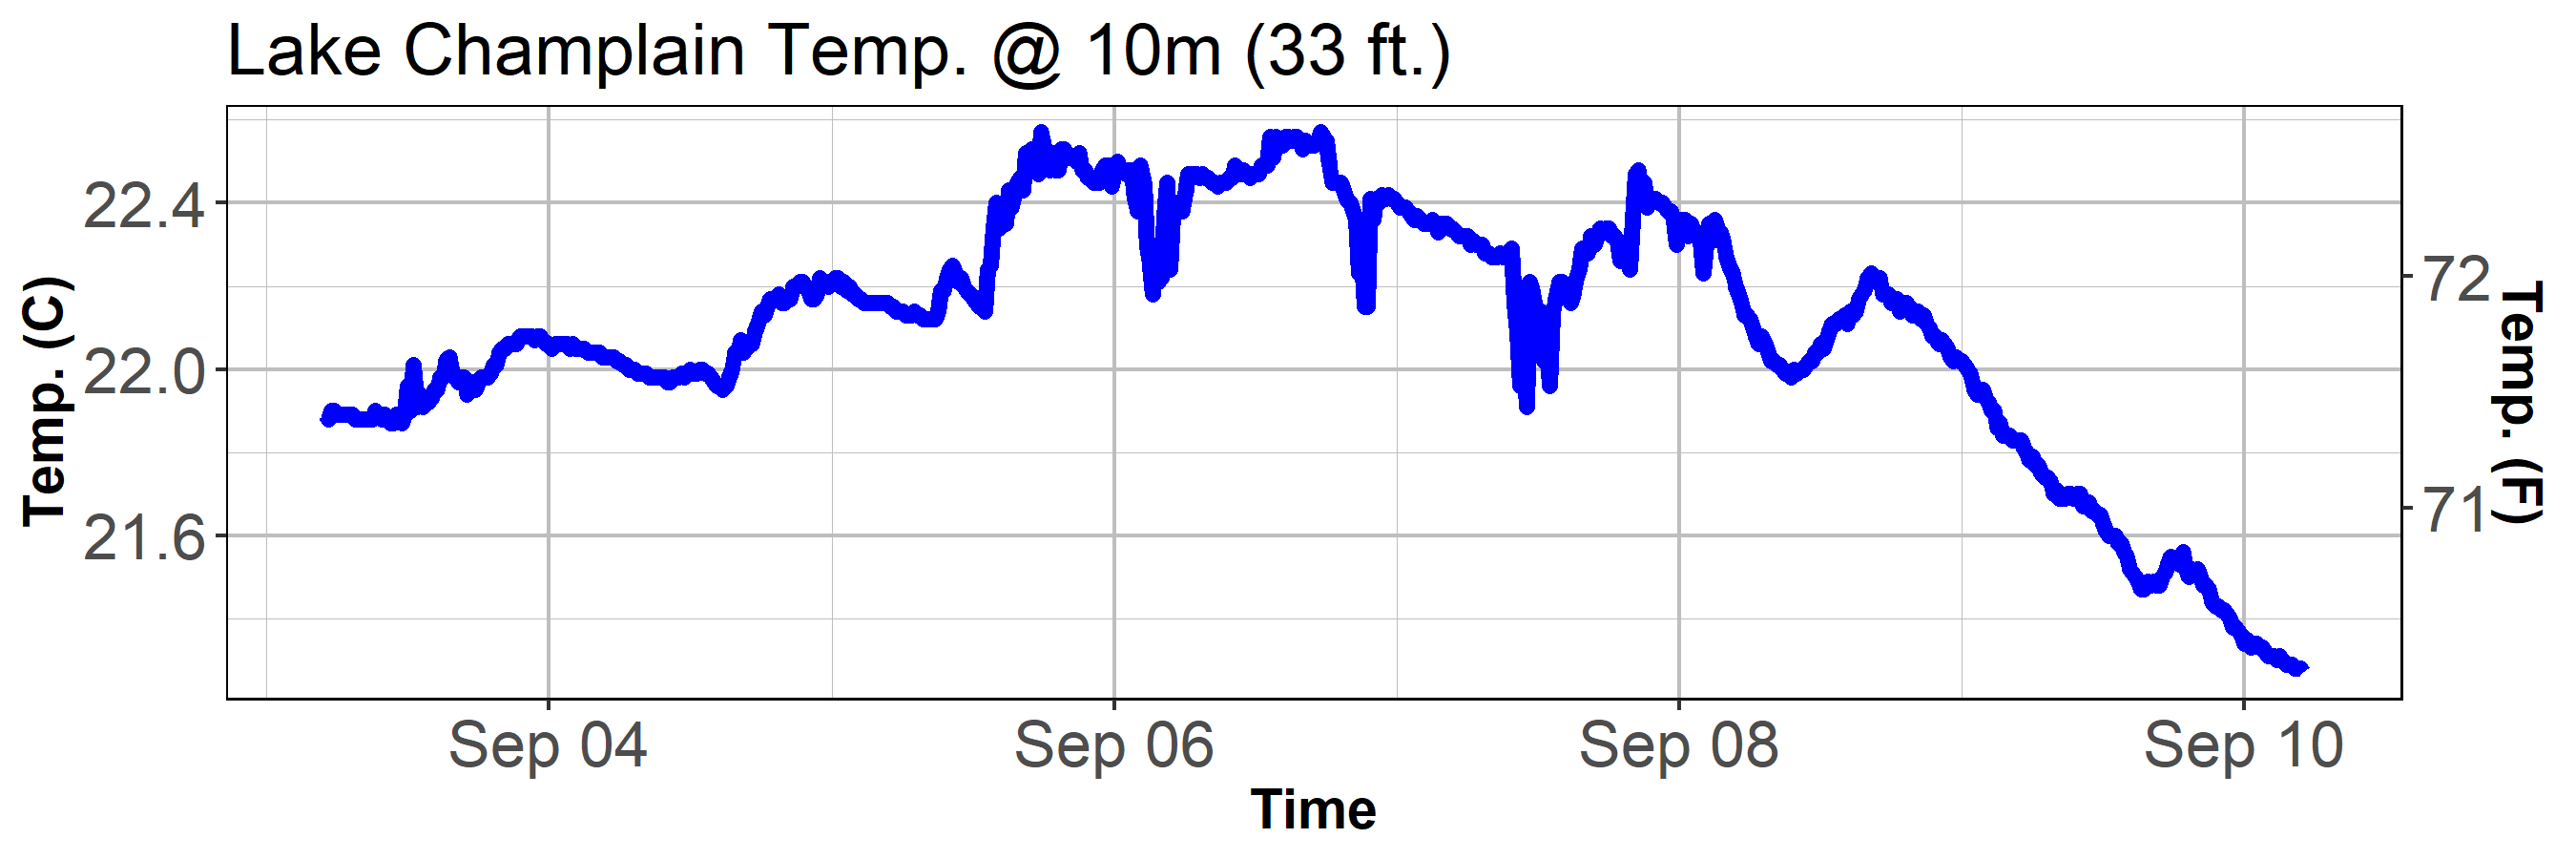 Lake Champlain Temp. @ 10m (33 ft.)
Temp. (C)
22.4
22.0
21.6
72
71
Temp. (F)
Sep 04
Sep 06
Sep 08
Sep 10
Time